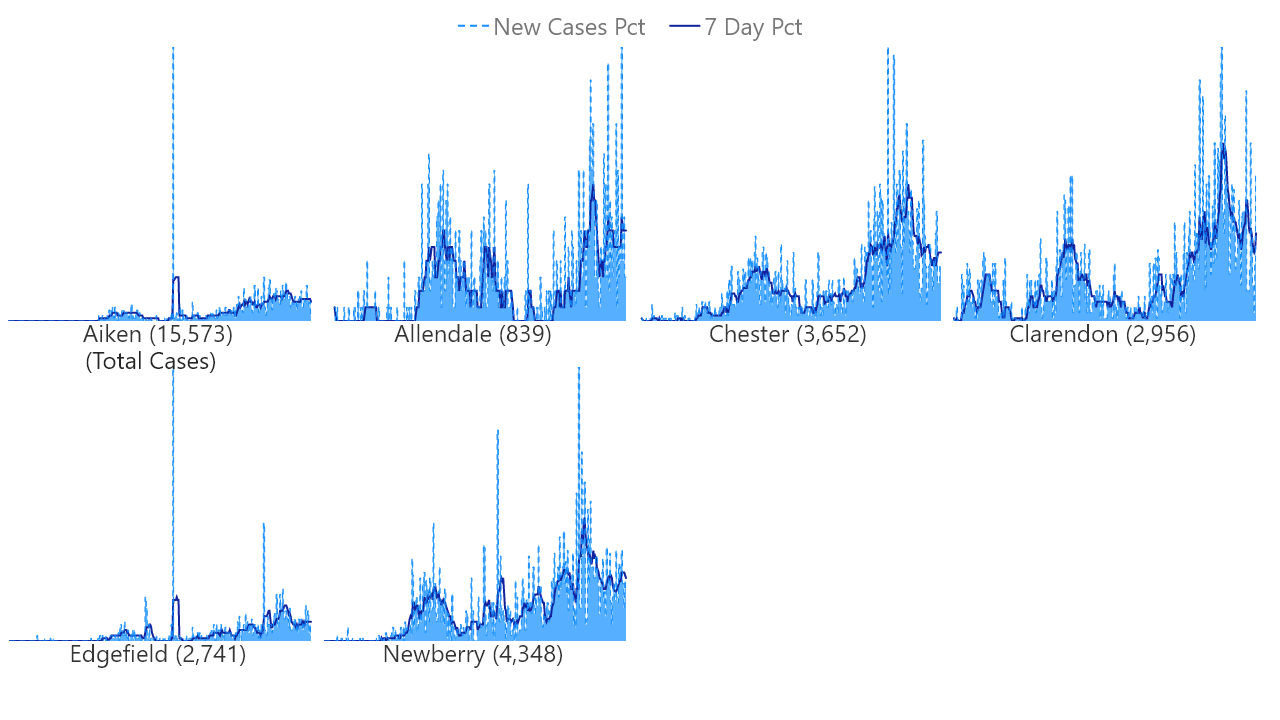 New Cases Pct 7 Day Pct
Aiken (15,573) Allendale (839) Chester (3,652) Clarendon (2,956)
(Total Cases)
Edgefield (2,741) Newberry (4,348)